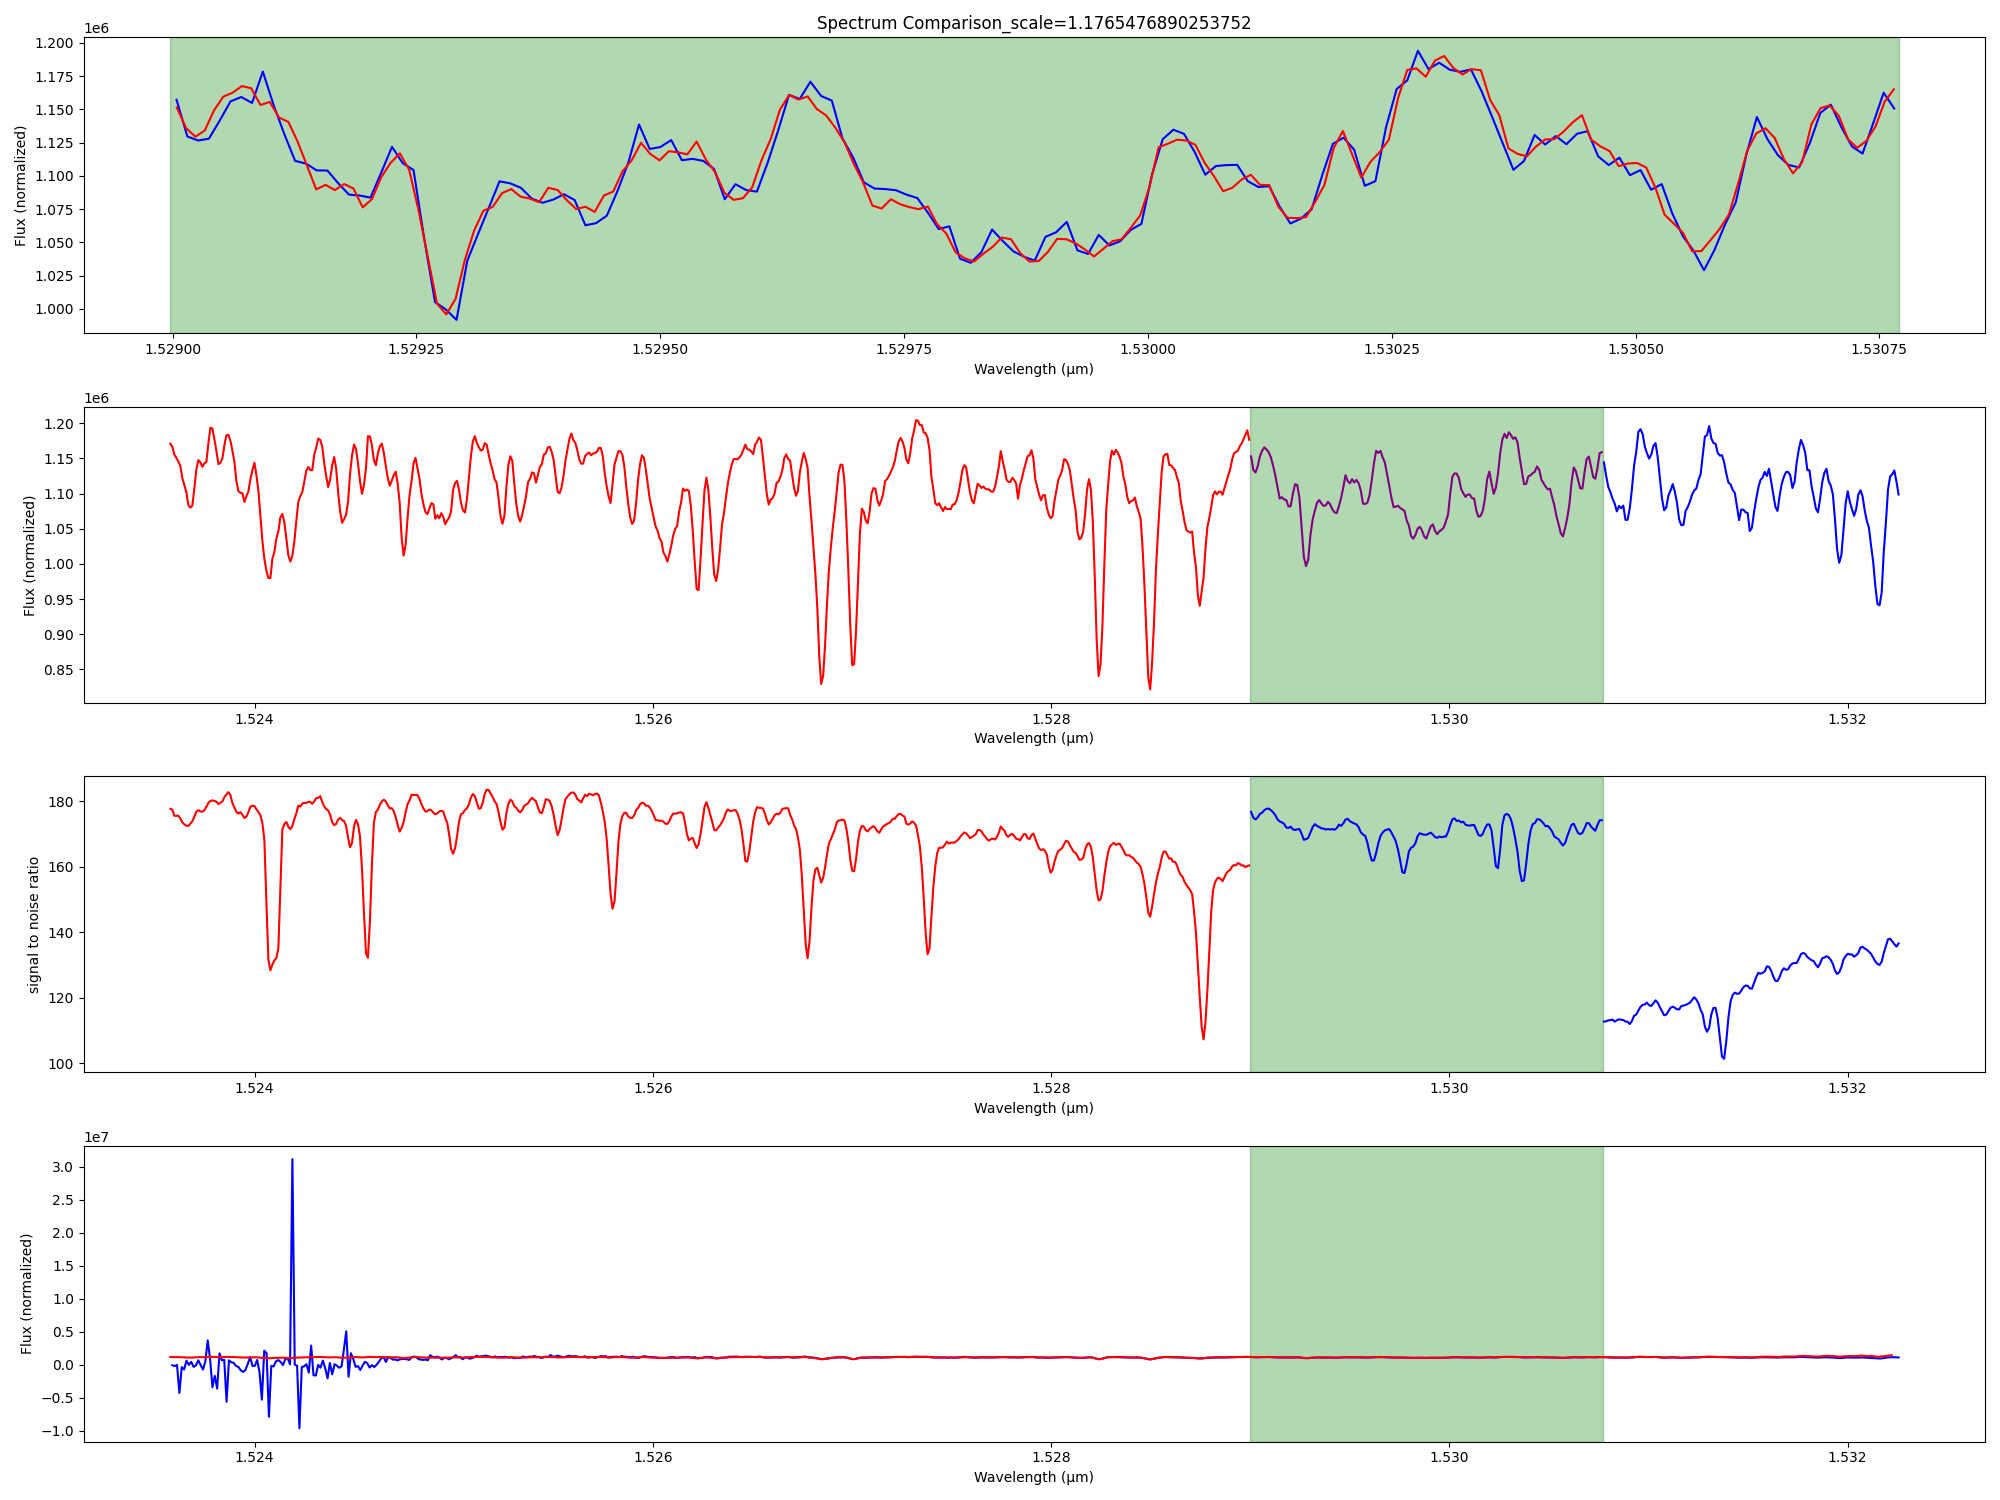 Spectrum Comparison_scale=1.1765476890253752
1e6
1.200
1.175
1.150
1.125
1.100
1.075
1.050
1.025
1.000
Flux (normalized)
1.52900 1.52925 1.52950 1.52975 1.53000 1.53025 1.53050 1.53075
Wavelength (μm)
1e6
1.20
1.15
1.10
1.05
1.00
0.95
0.90
0.85
Flux (normalized)
1.524 1.526 1.528 1.530 1.532
Wavelength (μm)
180
160
140
120
100
signal to noise ratio
1.524 1.526 1.528 1.530 1.532
Wavelength (μm)
1e7
3.0
2.5
2.0
1.5
1.0
0.5
0.0
−0.5
−1.0
Flux (normalized)
1.524 1.526 1.528 1.530 1.532
Wavelength (μm)